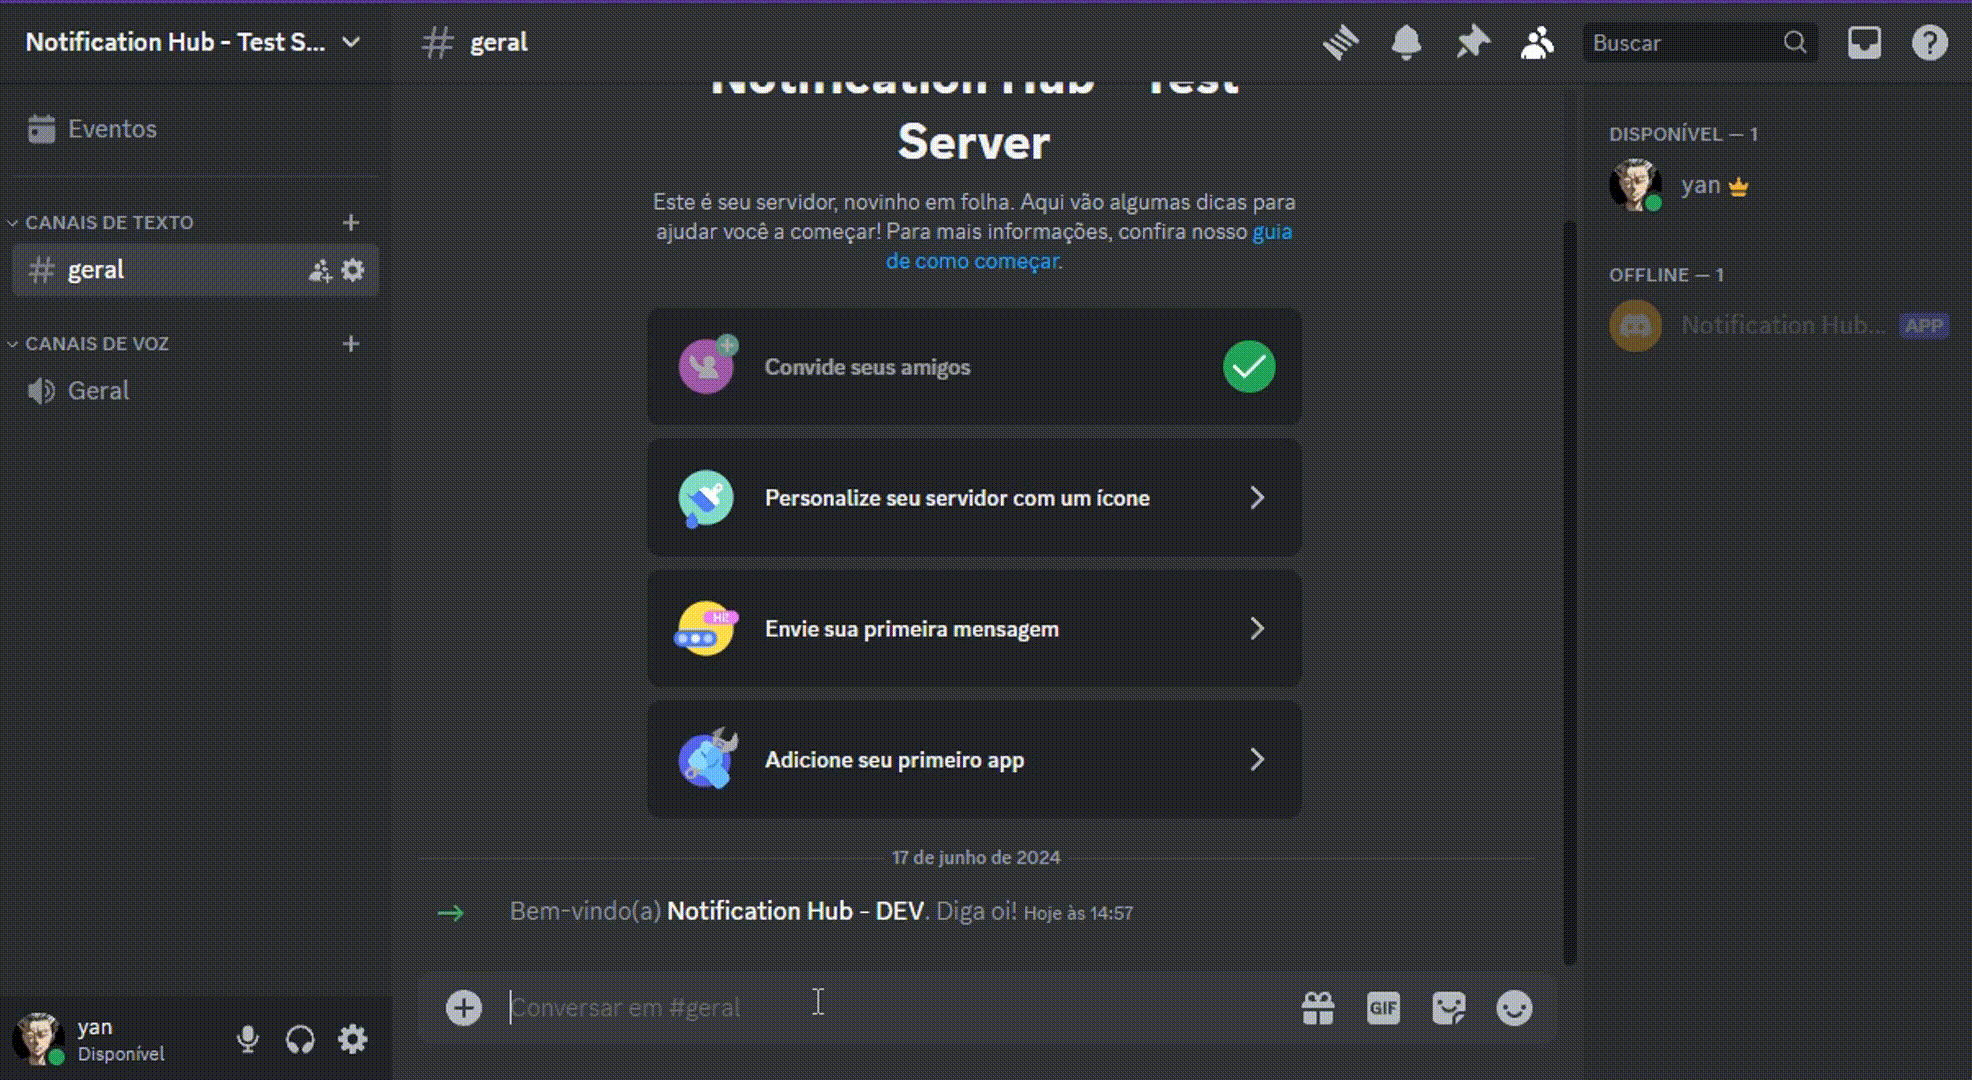 Notification Hub - Test S...
Eventos
CANAIS DE TEXTO
geral
CANAIS DE VOZ
Geral
yan
Disponível
geral
Buscar
Notification Hub - Test
Server
Este é seu servidor, novinho em folha. Aqui vão algumas dicas para
ajudar você a começar! Para mais informações, confira nosso guia
de como começar.
Convide seus amigos
Personalize seu servidor com um ícone
Hi!
Envie sua primeira mensagem
Adicione seu primeiro app
17 de junho de 2024
Bem-vindo(a) Notification Hub - DEV. Diga oi! Hoje às 14:57
Conversar em #geral
GIF
DISPONÍVEL — 1
yan
OFFLINE — 1
Notification Hub... APP